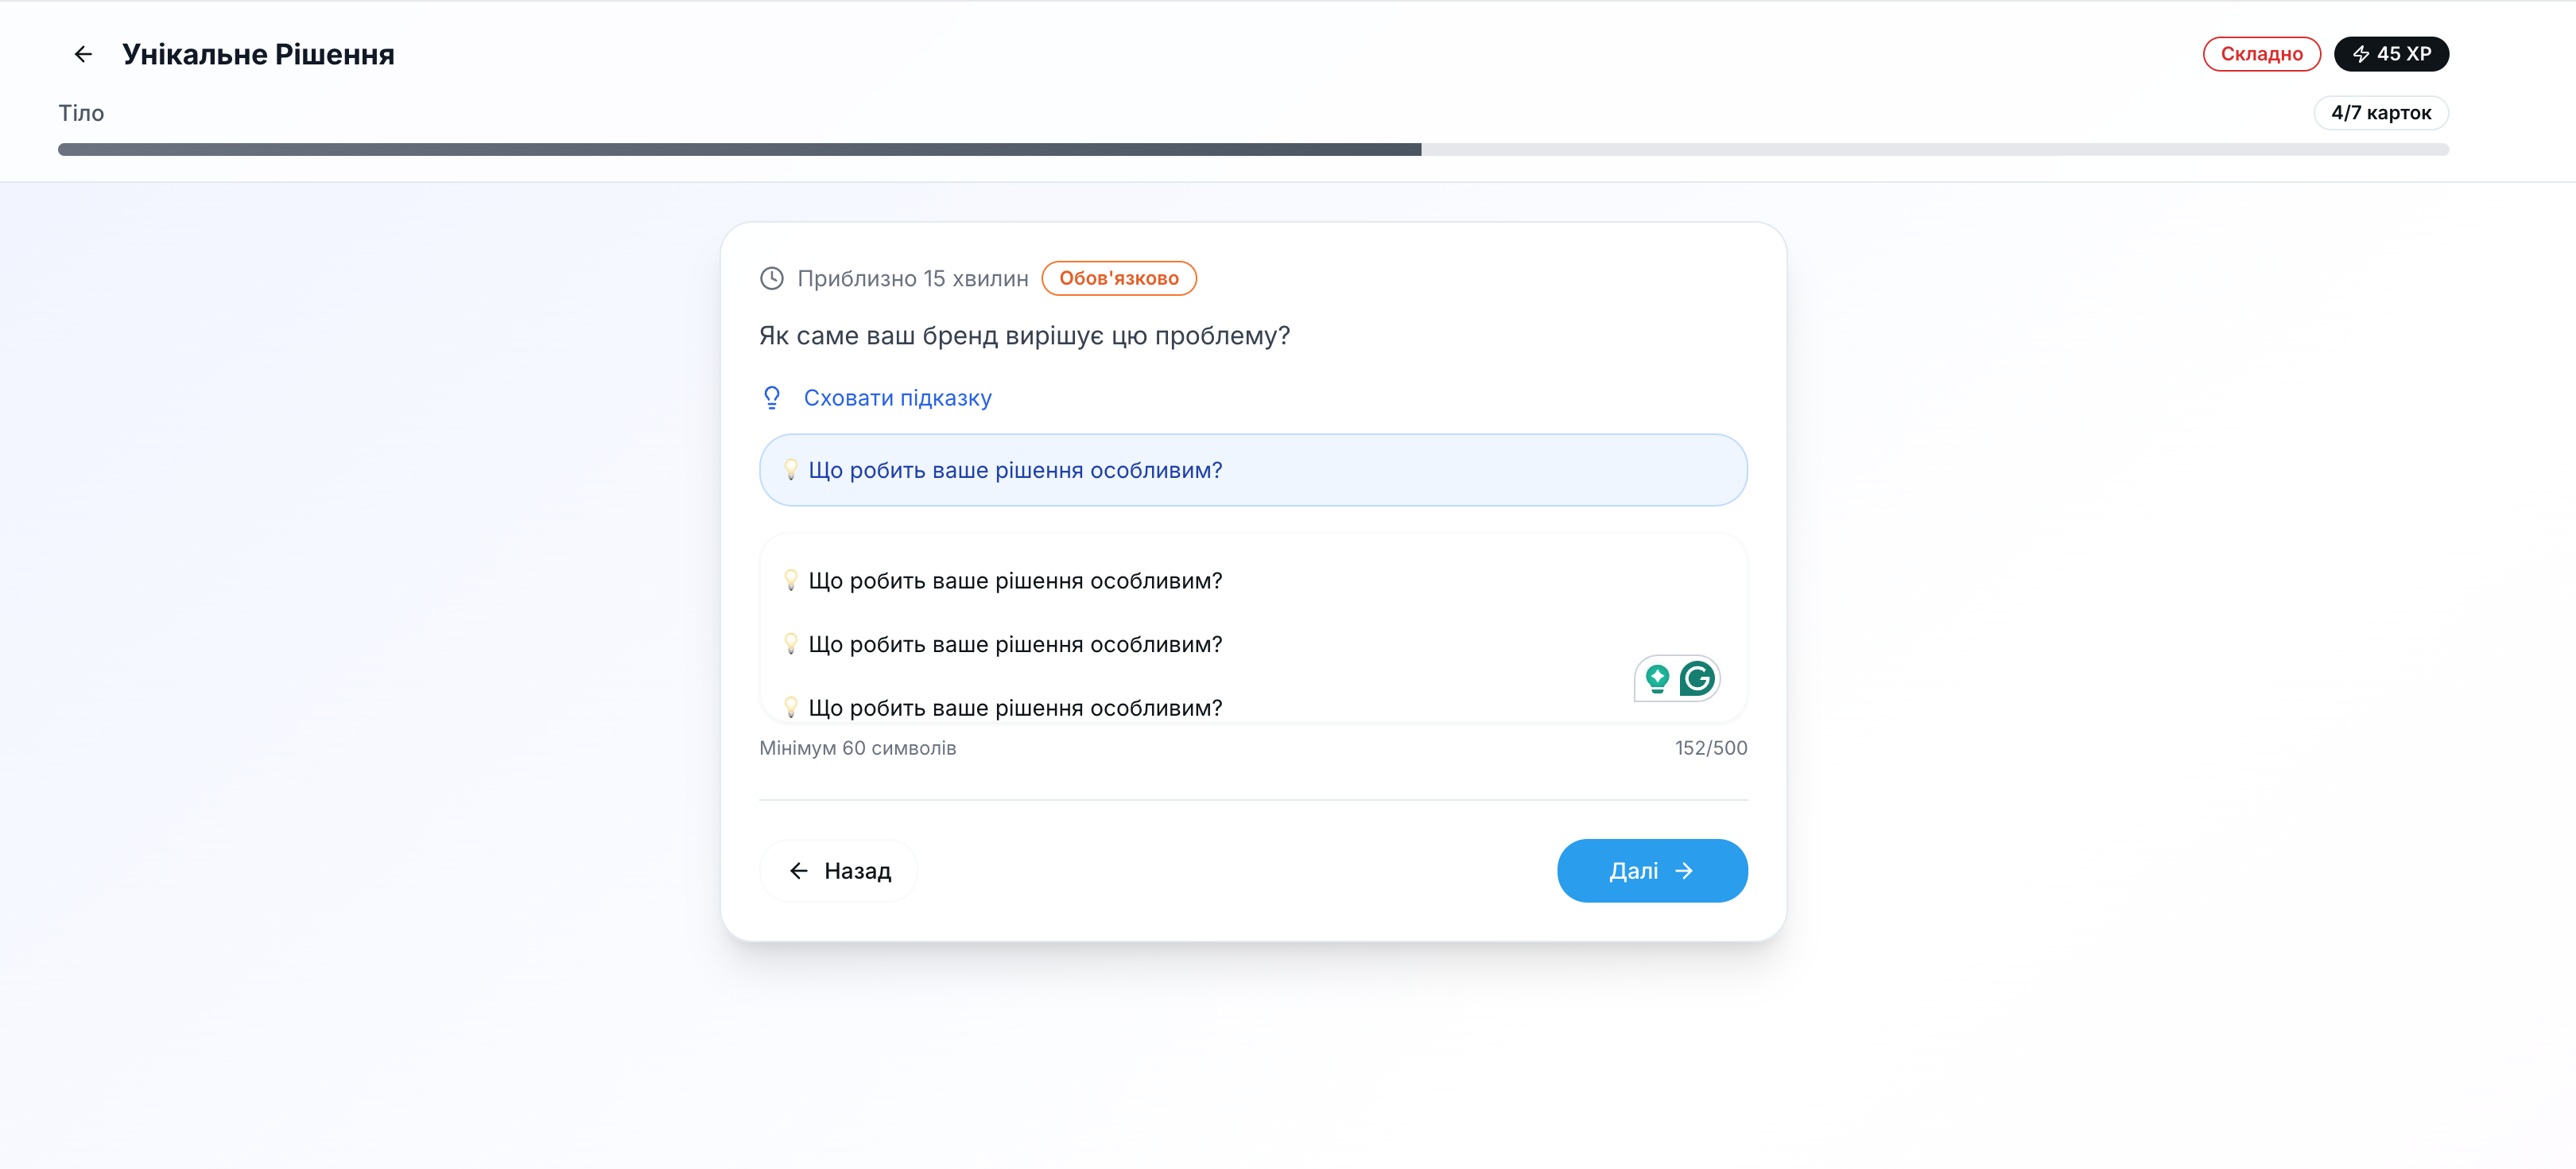 Унікальне Рішення
Складно
45 XP
Тіло
4/7 карток
Приблизно 15 хвилин
Обов'язково
Як саме ваш бренд вирішує цю проблему?
Сховати підказку
💡 Що робить ваше рішення особливим?
💡 Що робить ваше рішення особливим?
💡 Що робить ваше рішення особливим?
💡 Що робить ваше рішення особливим?
Мінімум 60 символів
152/500
Назад
Далі